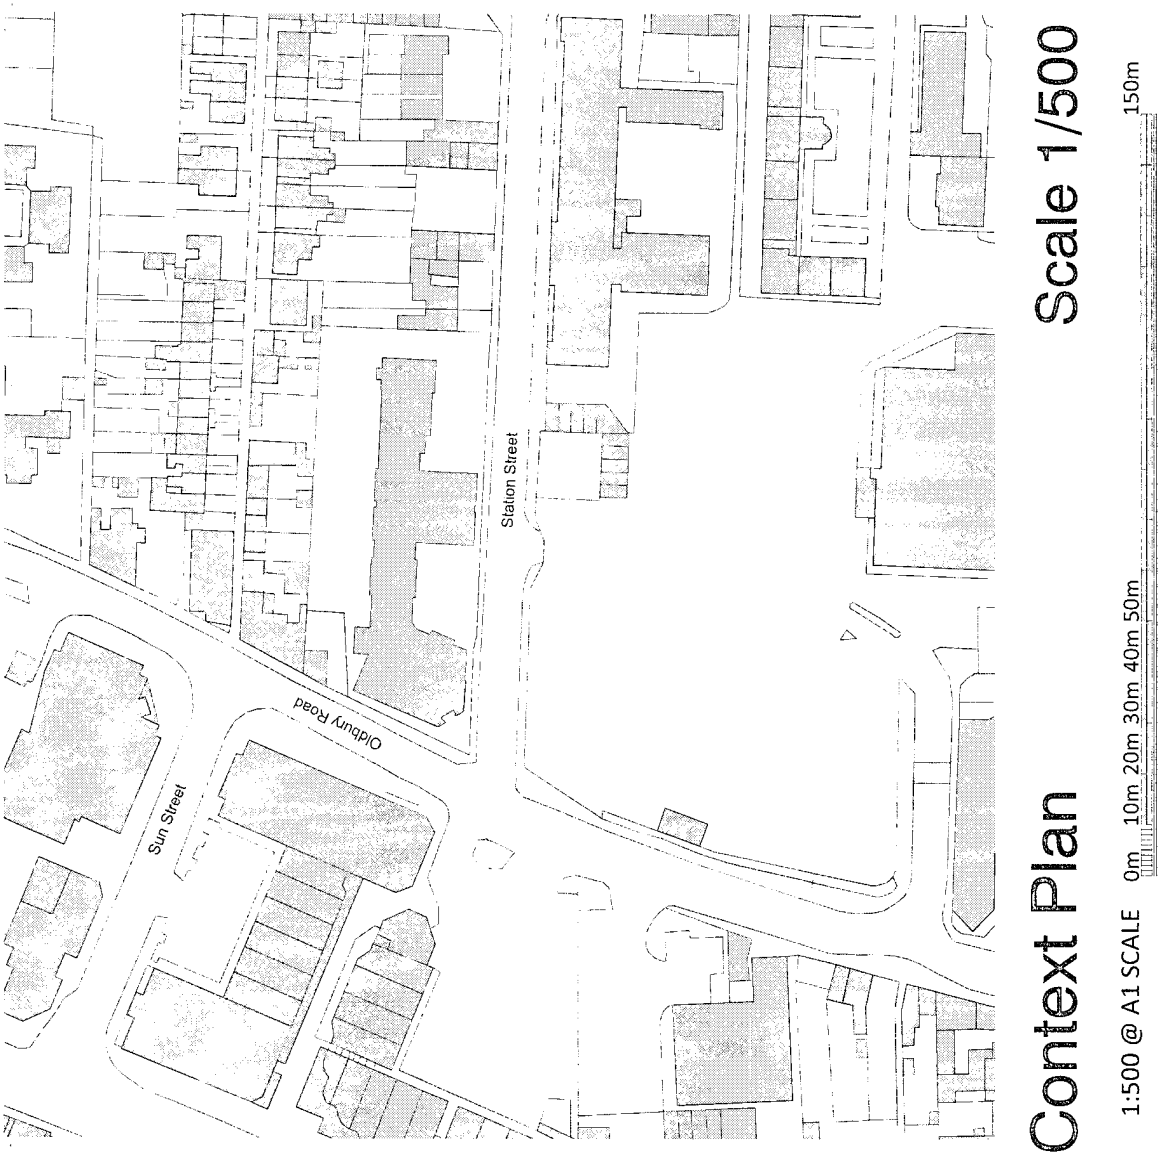 Station Street
Oldbury Road
Sun Street
Context Plan Scale 1/500
1:500 @ A1 SCALE 0m 10m 20m 30m 40m 50m 150m